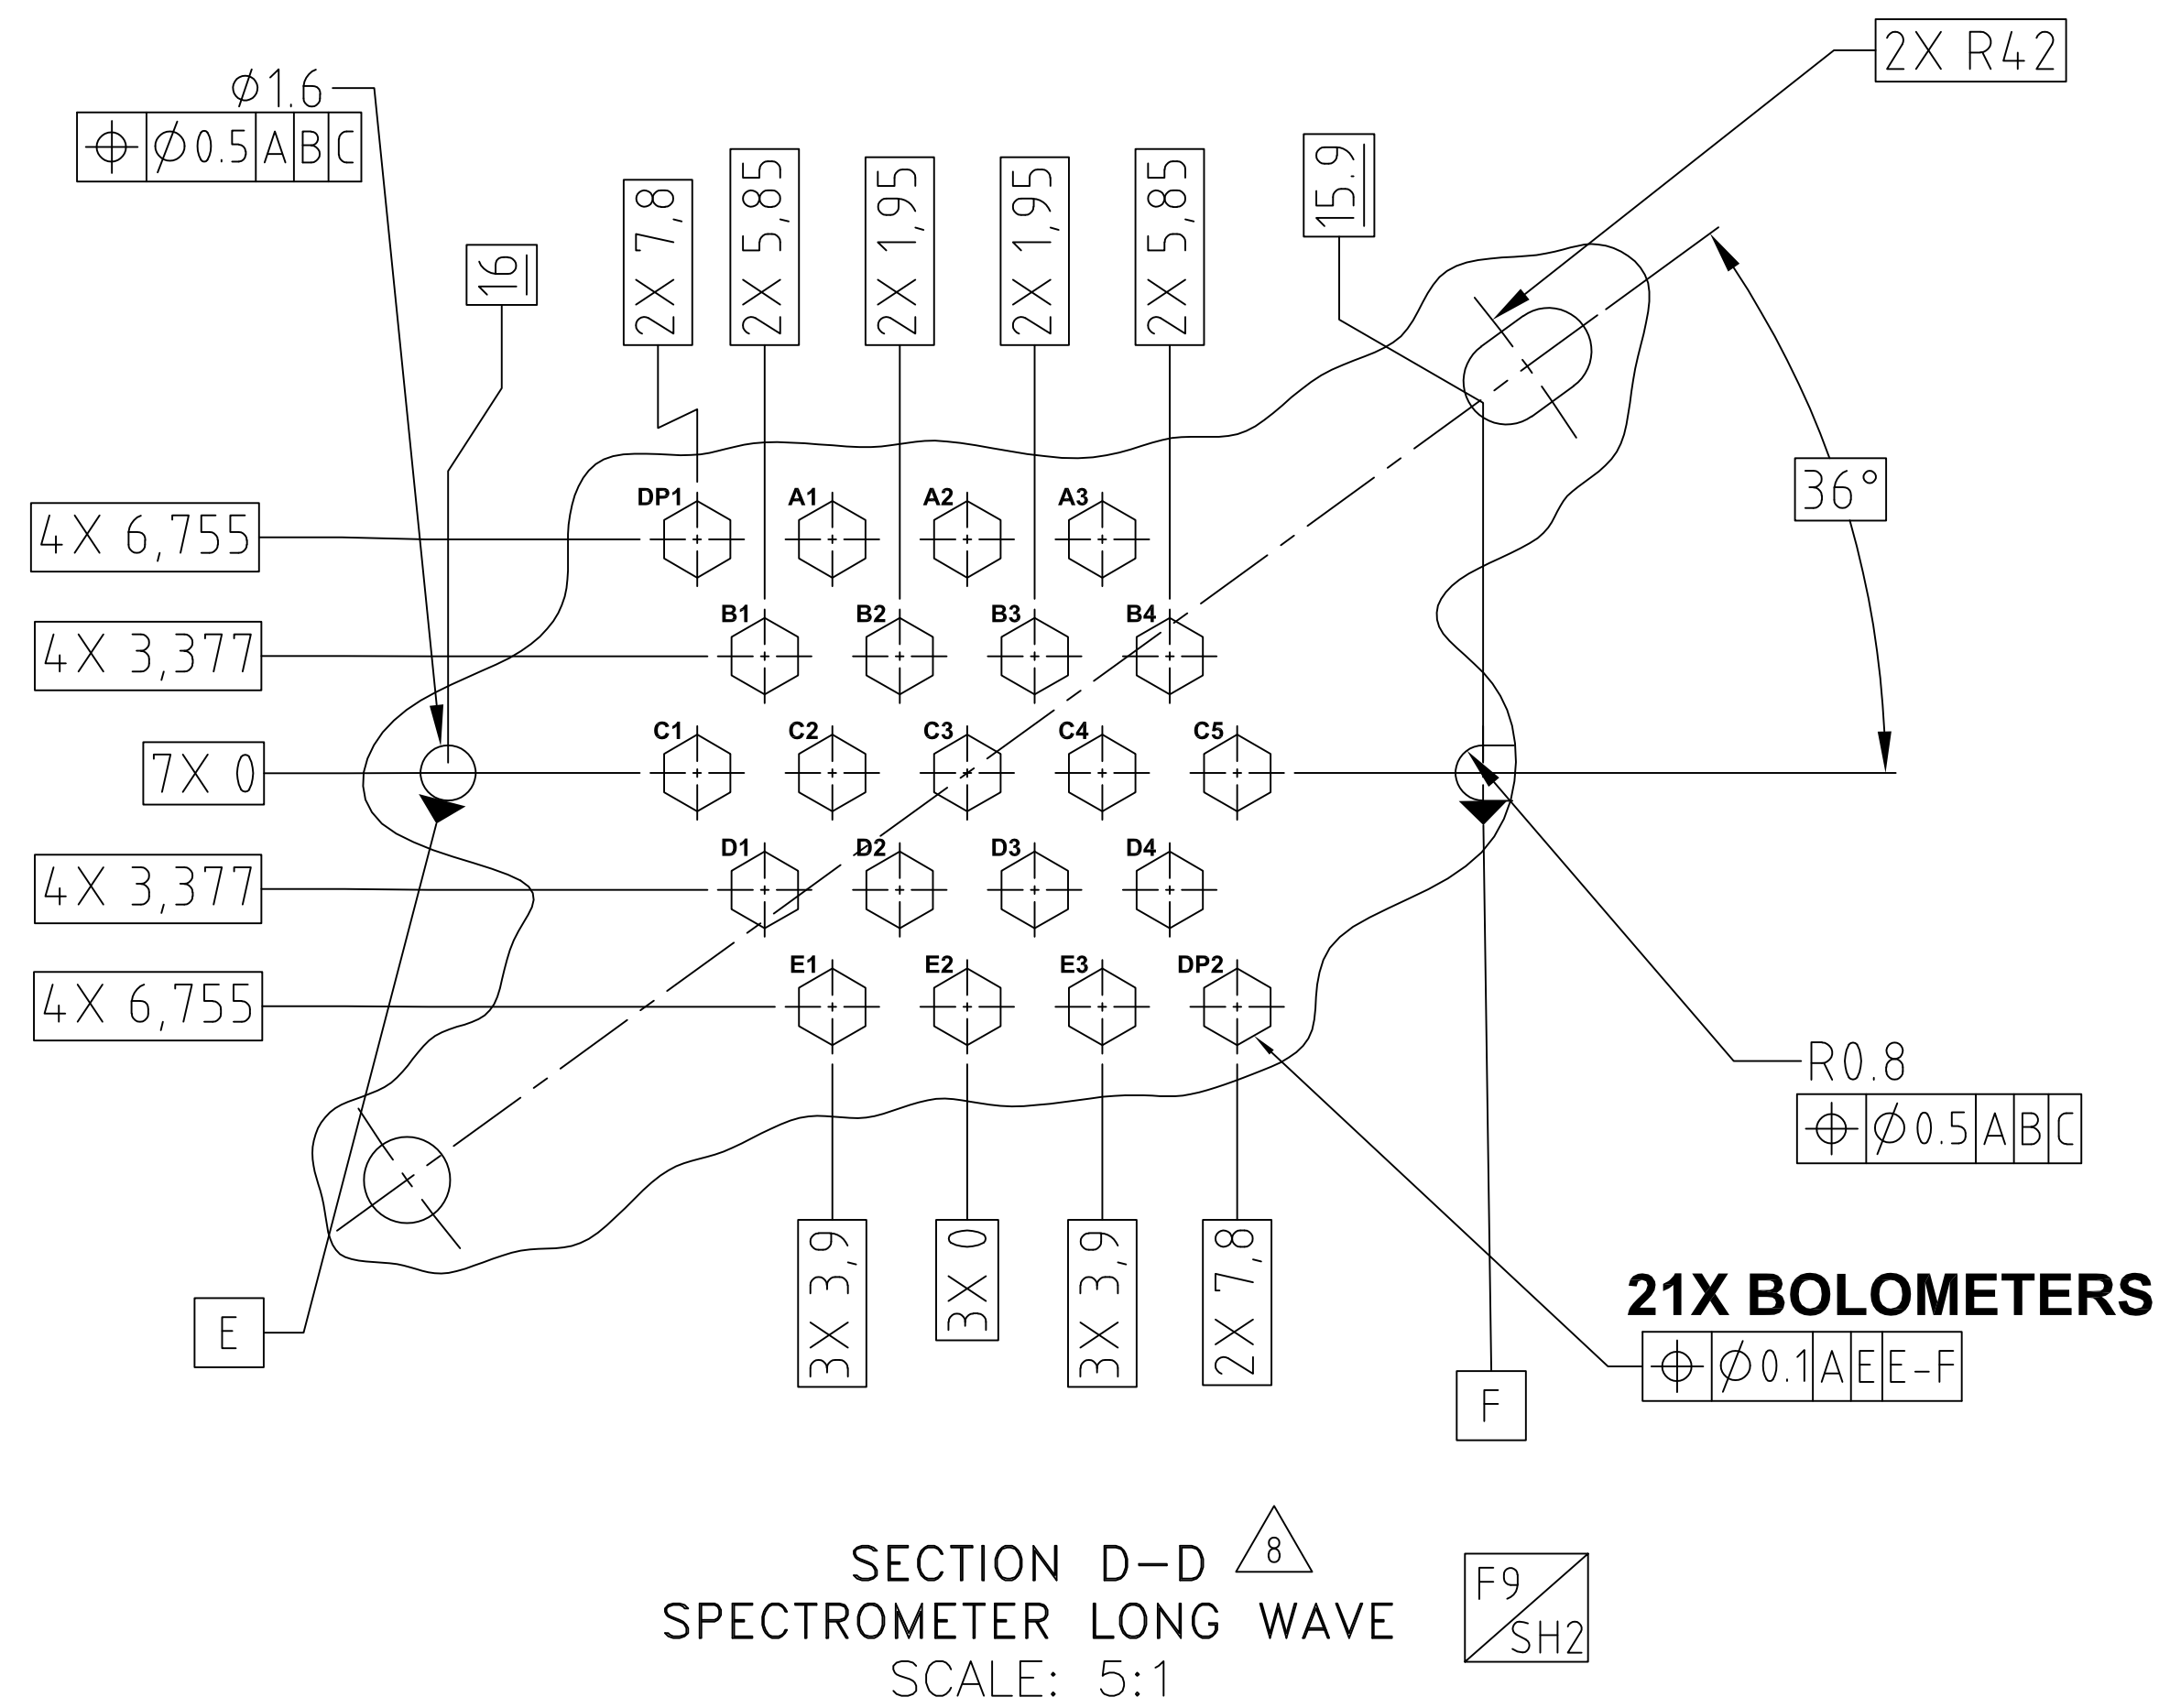 2X R42
⌀1.6
⌖ ⌀0.5 A B C
16
2X 7,8
2X 5,85
2X 1,95
2X 1,95
2X 5,85
15.9
36°
4X 6,755
DP1 A1 A2 A3
4X 3,377
B1 B2 B3 B4
7X 0
C1 C2 C3 C4 C5
4X 3,377
D1 D2 D3 D4
4X 6,755
E1 E2 E3 DP2
R0.8
⌖ ⌀0.5 A B C
3X 3,9
3X 0
3X 3,9
2X 7,8
E
F
21X BOLOMETERS
⌖ ⌀0.1 A E E-F
SECTION D-D 8
SPECTROMETER LONG WAVE
SCALE: 5:1
F9
SH2